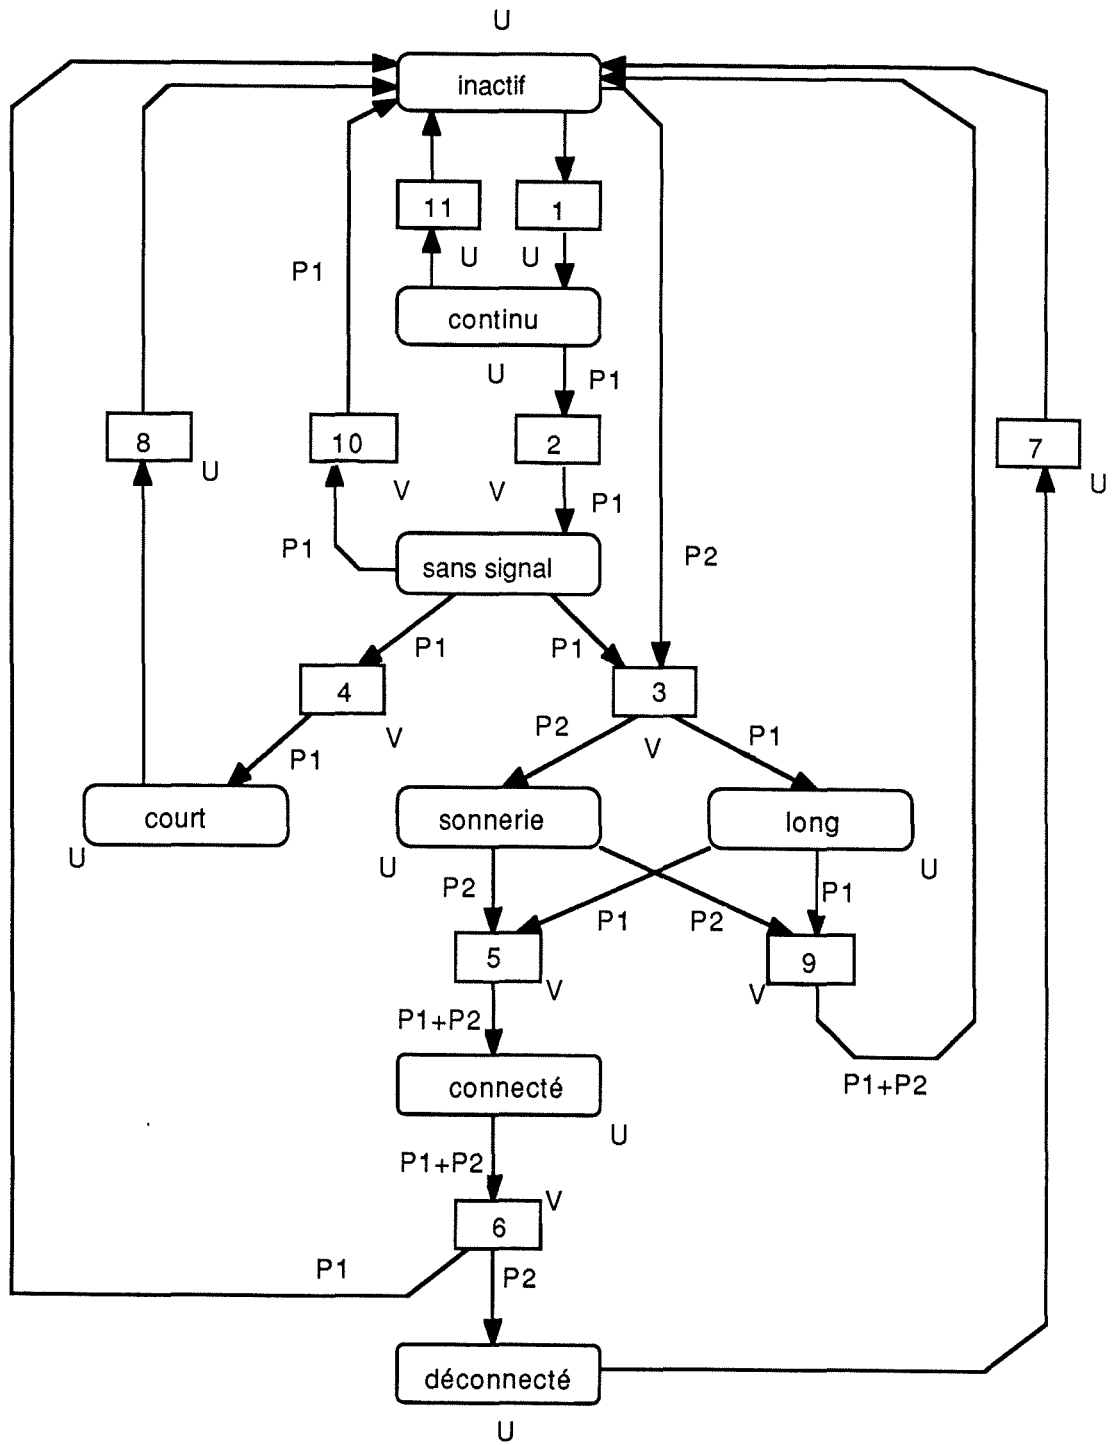 U
inactif
11
1
U
U
P1
continu
U
P1
8
10
2
7
U
V
V
U
P1
P1
sans signal
P2
P1
P1
4
3
V
P2
V
P1
P1
court
sonnerie
long
U
U
U
P2
P1
P1
P2
5
9
V
V
P1+P2
connecté
P1+P2
U
P1+P2
V
6
P1
P2
déconnecté
U